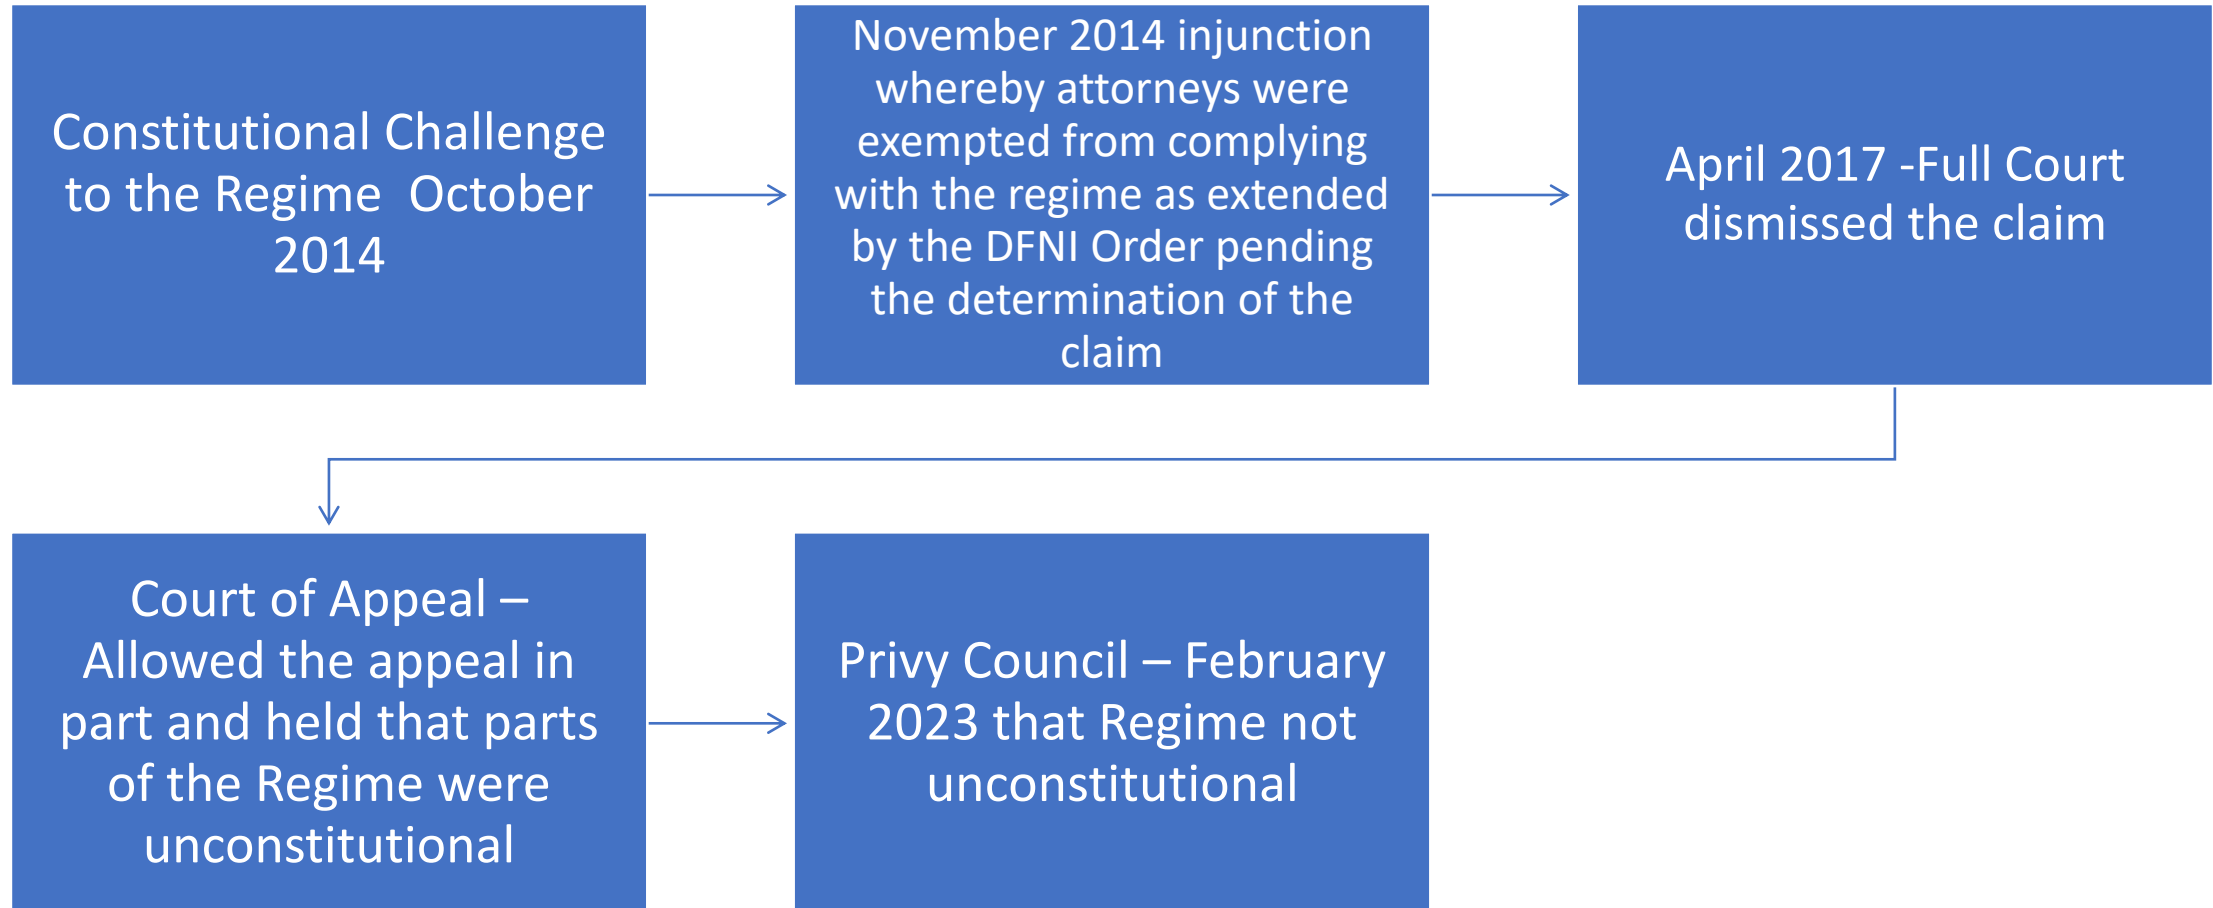 Constitutional Challenge
to the Regime  October
2014
November 2014 injunction
whereby attorneys were
exempted from complying
with the regime as extended
by the DFNI Order pending
the determination of the
claim
April 2017 -Full Court
dismissed the claim
Court of Appeal –
Allowed the appeal in
part and held that parts
of the Regime were
unconstitutional
Privy Council – February
2023 that Regime not
unconstitutional